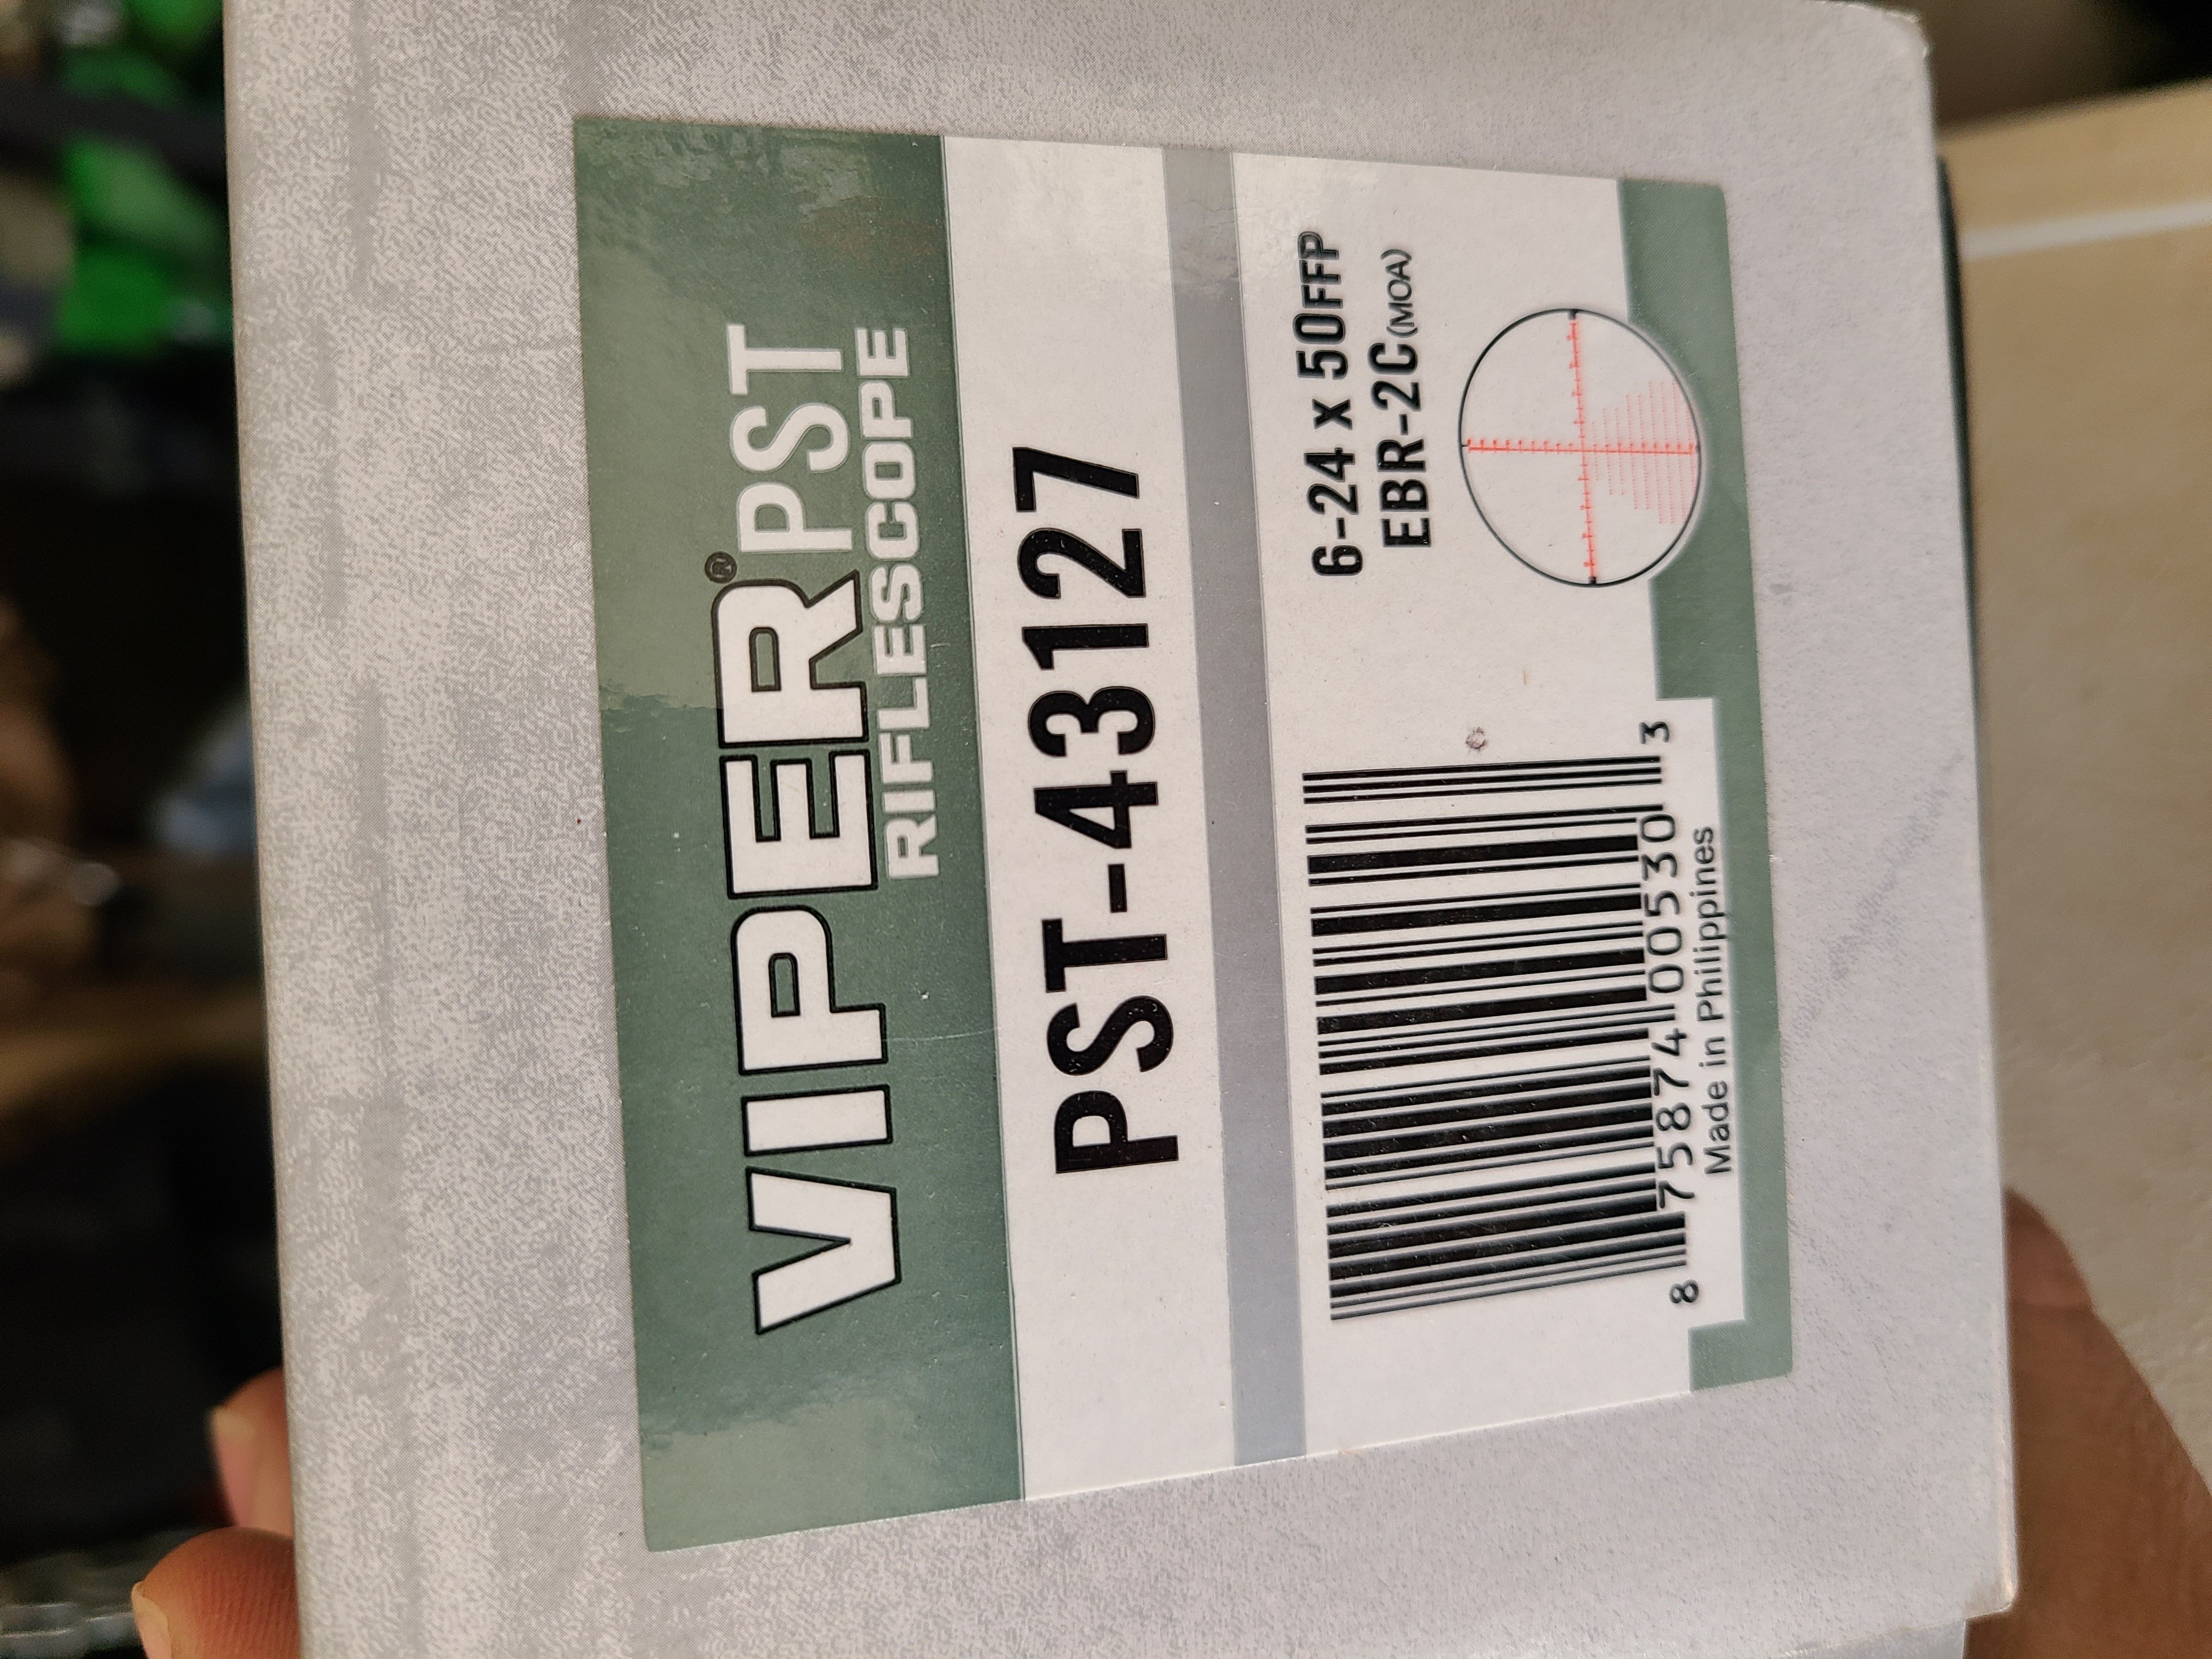 VIPER® PST
RIFLESCOPE
PST-43127
6-24 x 50FFP
EBR-2C (MOA)
8 75874 00530 3
Made in Philippines